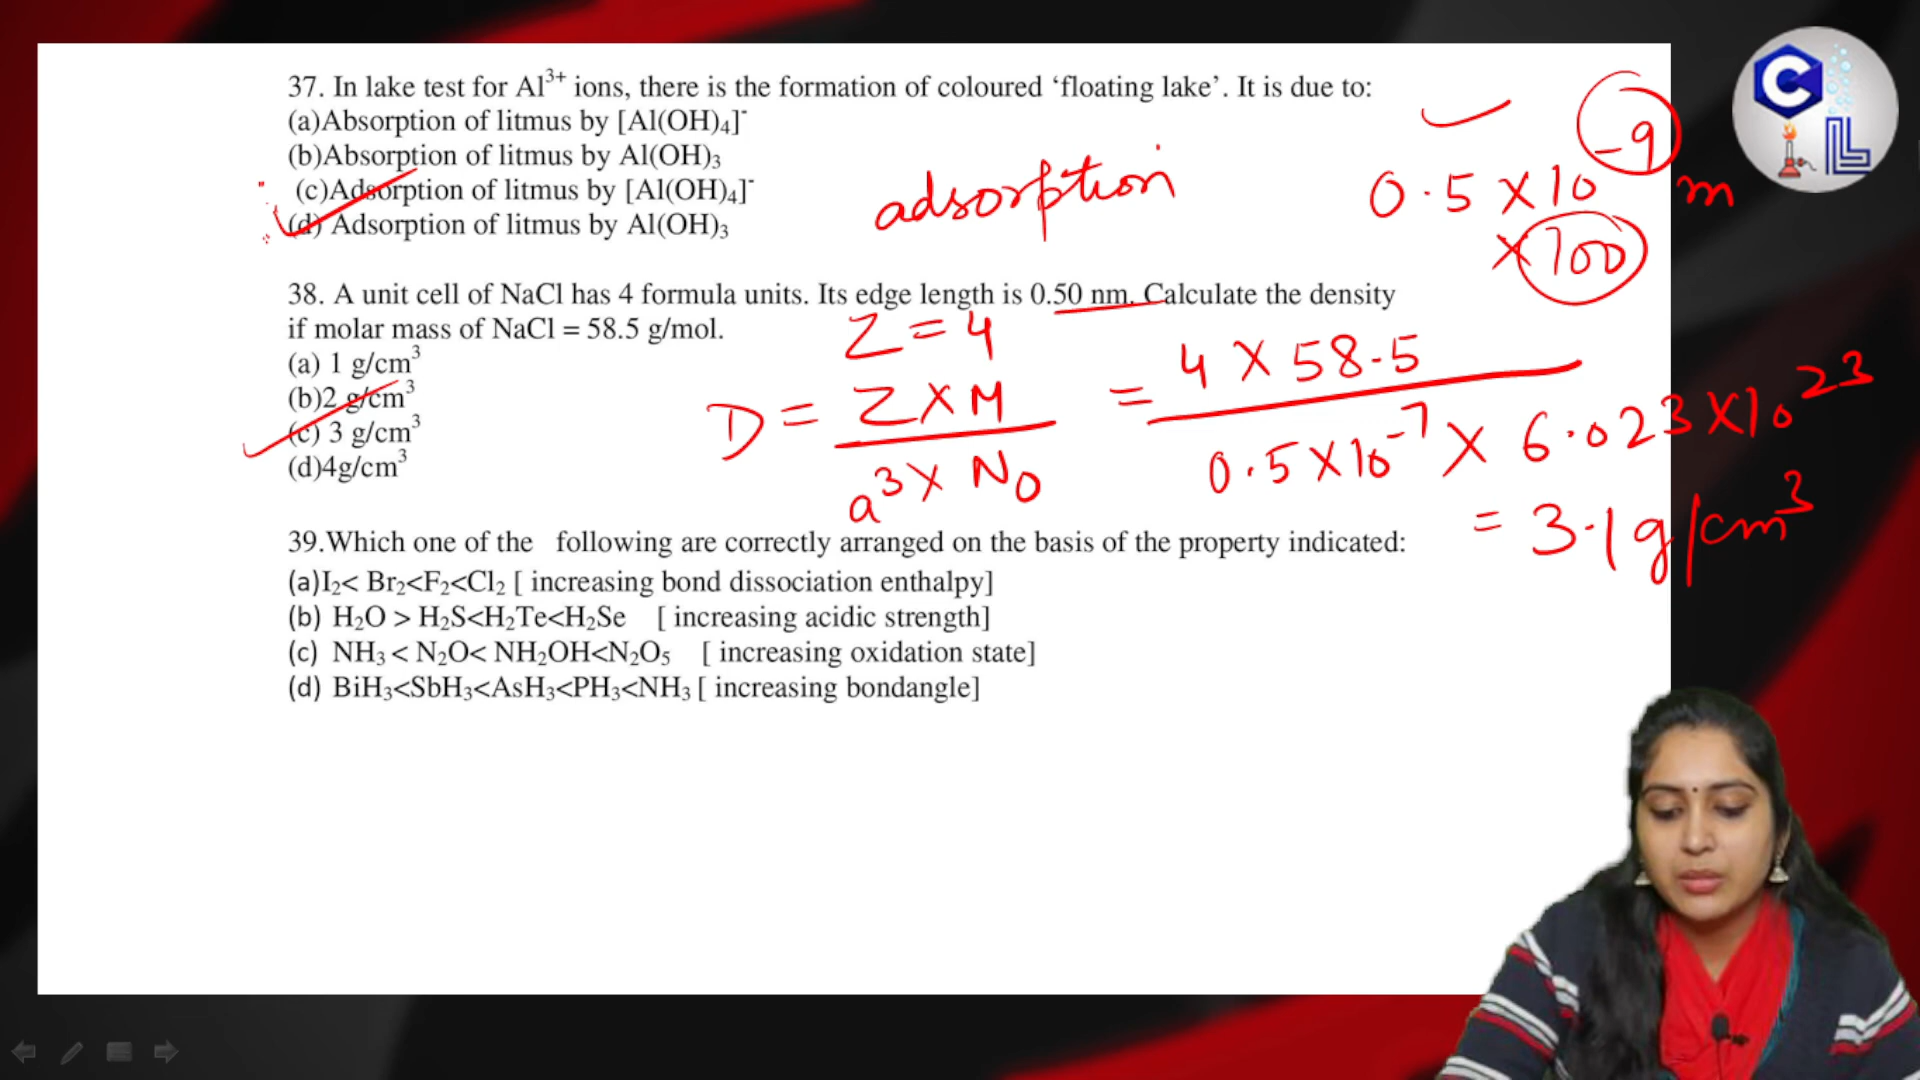 37. In lake test for Al³⁺ ions, there is the formation of coloured ‘floating lake’. It is due to:
(a)Absorption of litmus by [Al(OH)₄]⁻
(b)Absorption of litmus by Al(OH)₃
(c)Adsorption of litmus by [Al(OH)₄]⁻
(d) Adsorption of litmus by Al(OH)₃
adsorption
0.5 X 10⁻⁹ m
X 100
38. A unit cell of NaCl has 4 formula units. Its edge length is 0.50 nm. Calculate the density
if molar mass of NaCl = 58.5 g/mol.
(a) 1 g/cm³
(b)2 g/cm³
(c) 3 g/cm³
(d)4g/cm³
Z = 4
D = Z X M
a³ X N₀
= 4 X 58.5
0.5 X 10⁻⁷ X 6.023 X 10²³
= 3.1 g/cm³
39.Which one of the following are correctly arranged on the basis of the property indicated:
(a)I₂< Br₂<F₂<Cl₂ [ increasing bond dissociation enthalpy]
(b) H₂O > H₂S<H₂Te<H₂Se [ increasing acidic strength]
(c) NH₃ < N₂O< NH₂OH<N₂O₅ [ increasing oxidation state]
(d) BiH₃<SbH₃<AsH₃<PH₃<NH₃ [ increasing bondangle]
C
L